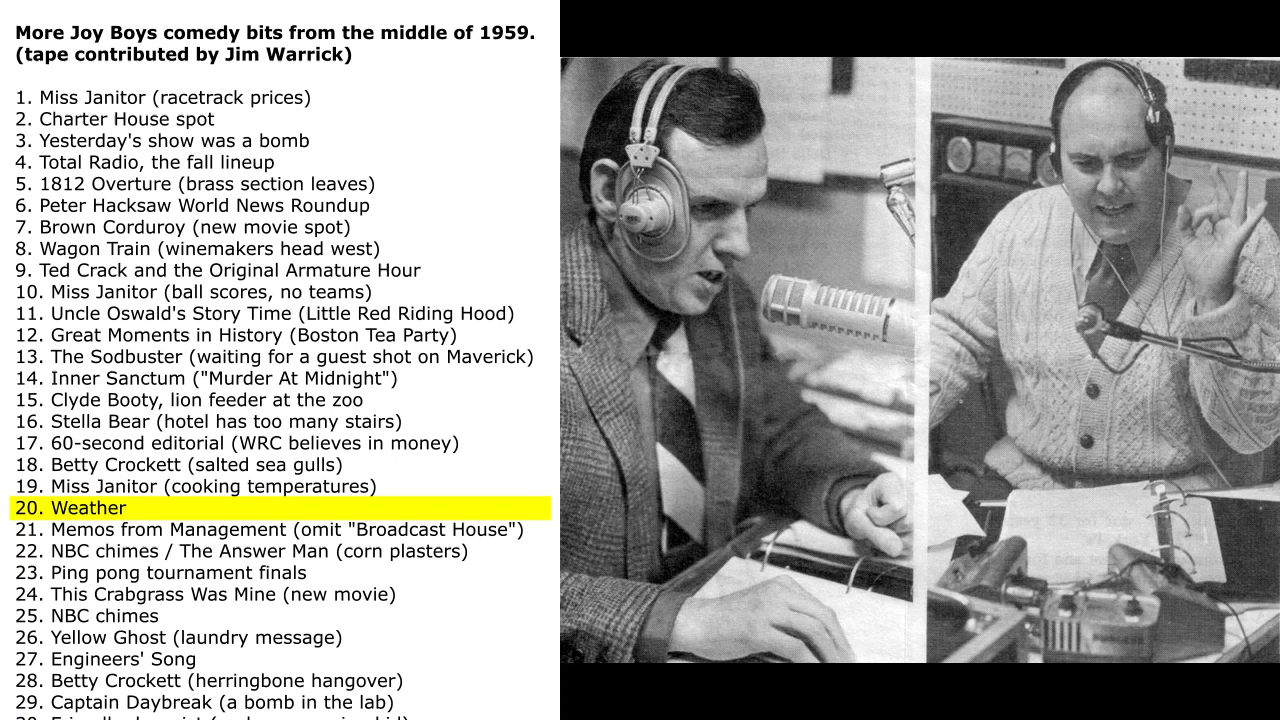 More Joy Boys comedy bits from the middle of 1959.
(tape contributed by Jim Warrick)
1. Miss Janitor (racetrack prices)
2. Charter House spot
3. Yesterday's show was a bomb
4. Total Radio, the fall lineup
5. 1812 Overture (brass section leaves)
6. Peter Hacksaw World News Roundup
7. Brown Corduroy (new movie spot)
8. Wagon Train (winemakers head west)
9. Ted Crack and the Original Armature Hour
10. Miss Janitor (ball scores, no teams)
11. Uncle Oswald's Story Time (Little Red Riding Hood)
12. Great Moments in History (Boston Tea Party)
13. The Sodbuster (waiting for a guest shot on Maverick)
14. Inner Sanctum ("Murder At Midnight")
15. Clyde Booty, lion feeder at the zoo
16. Stella Bear (hotel has too many stairs)
17. 60-second editorial (WRC believes in money)
18. Betty Crockett (salted sea gulls)
19. Miss Janitor (cooking temperatures)
20. Weather
21. Memos from Management (omit "Broadcast House")
22. NBC chimes / The Answer Man (corn plasters)
23. Ping pong tournament finals
24. This Crabgrass Was Mine (new movie)
25. NBC chimes
26. Yellow Ghost (laundry message)
27. Engineers' Song
28. Betty Crockett (herringbone hangover)
29. Captain Daybreak (a bomb in the lab)